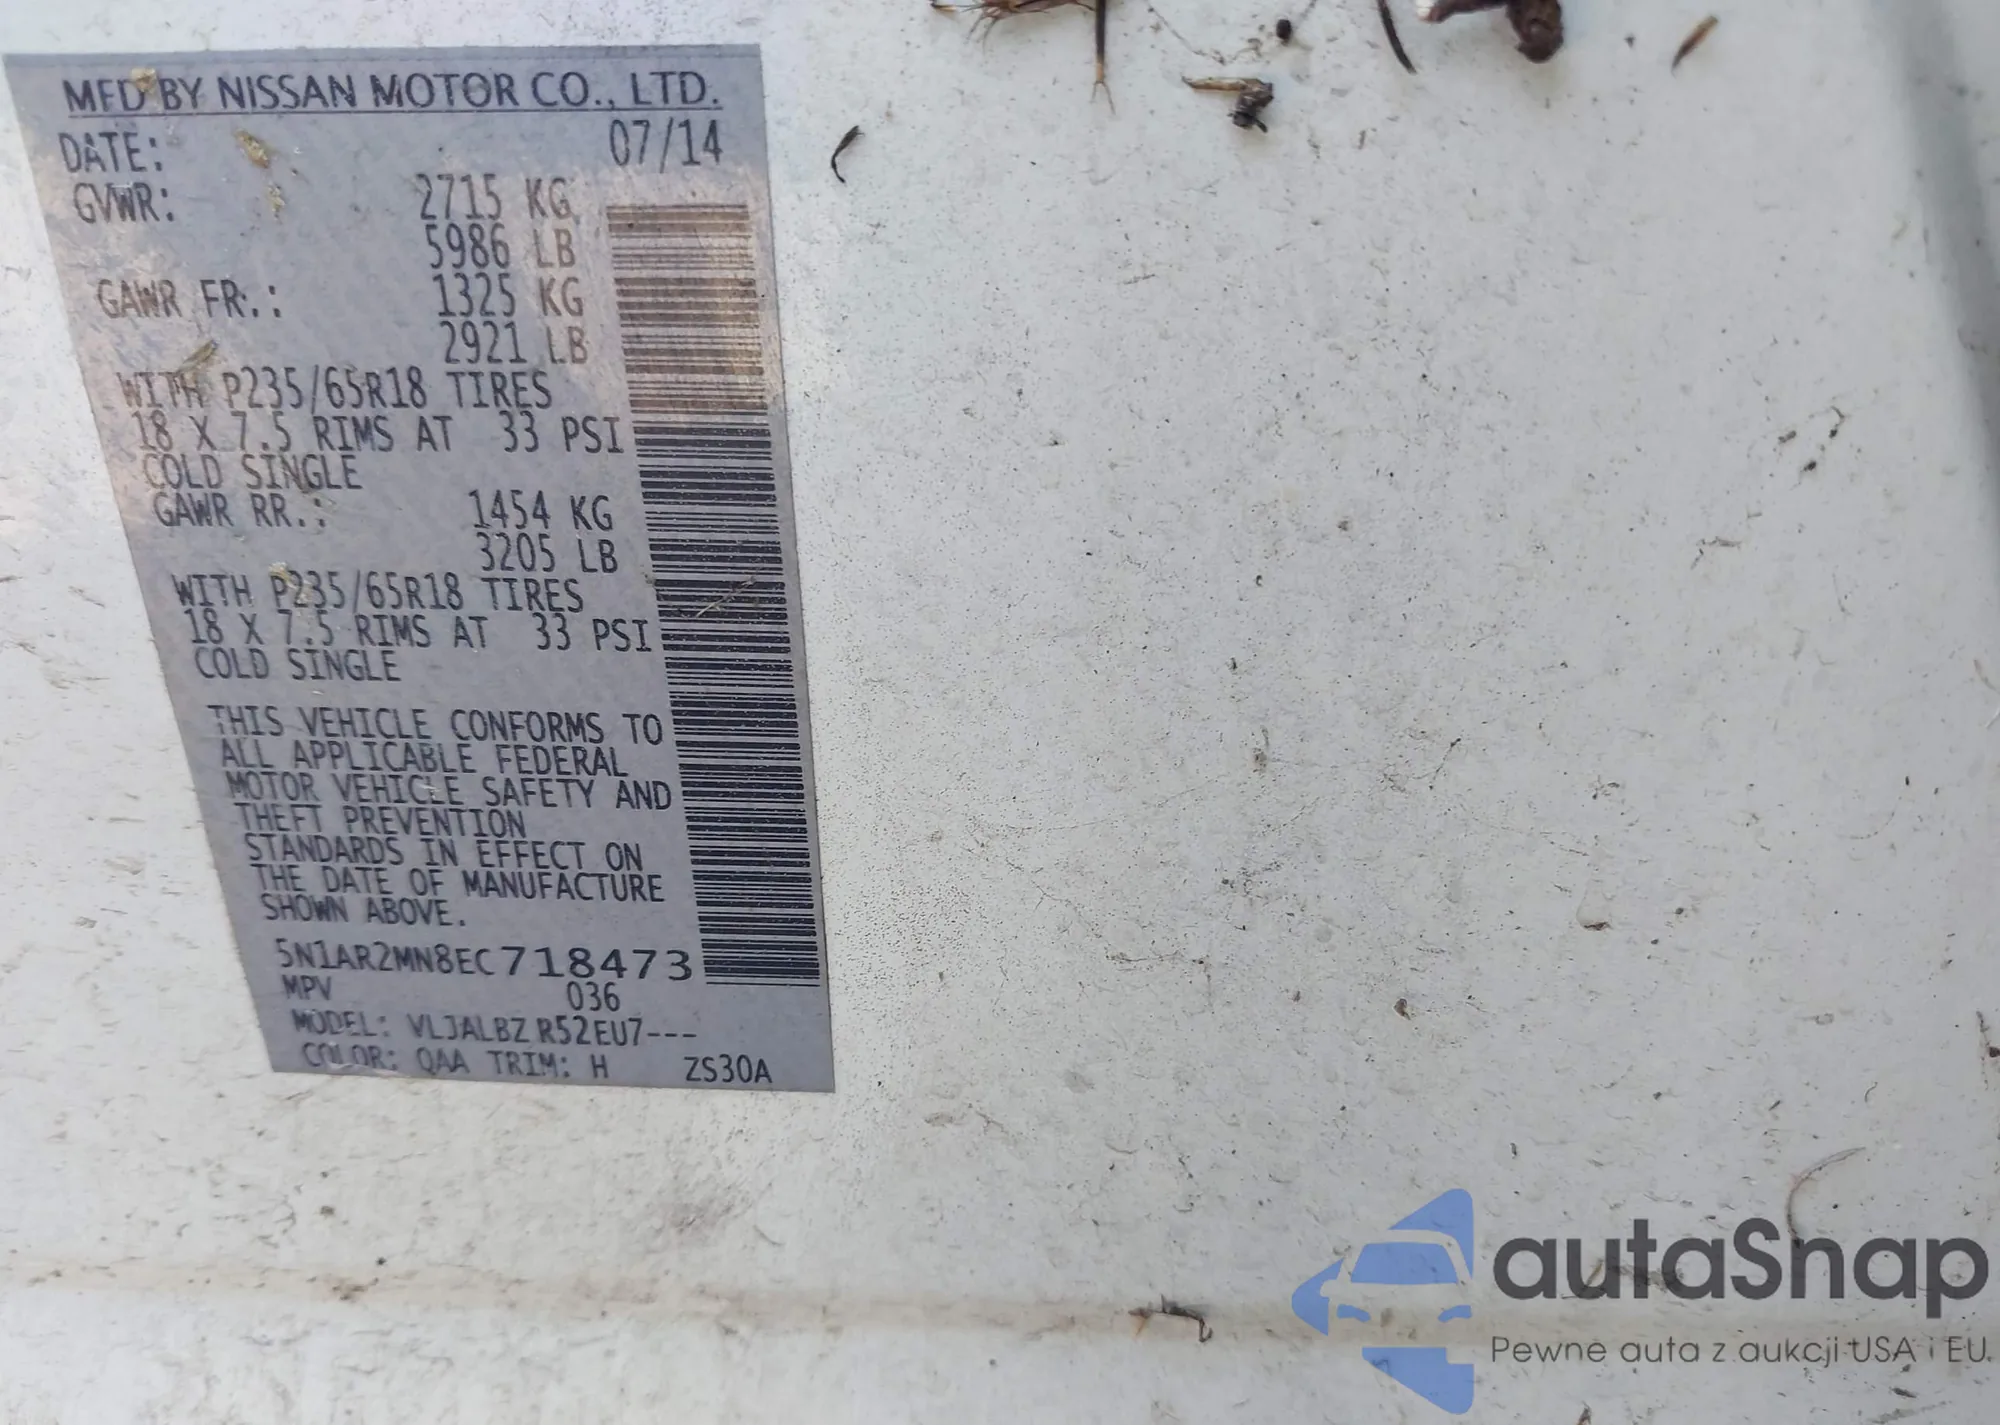 MFD BY NISSAN MOTOR CO., LTD.
DATE: 07/14
GVWR: 2715 KG
5986 LB
GAWR FR.: 1325 KG
2921 LB
WITH P235/65R18 TIRES
18 X 7.5 RIMS AT 33 PSI
COLD SINGLE
GAWR RR.: 1454 KG
3205 LB
WITH P235/65R18 TIRES
18 X 7.5 RIMS AT 33 PSI
COLD SINGLE
THIS VEHICLE CONFORMS TO
ALL APPLICABLE FEDERAL
MOTOR VEHICLE SAFETY AND
THEFT PREVENTION
STANDARDS IN EFFECT ON
THE DATE OF MANUFACTURE
SHOWN ABOVE.
5N1AR2MN8EC718473
MPV 036
MODEL: VLJALBZ R52EU7---
COLOR: QAA TRIM: H ZS30A
autaSnap
Pewne auta z aukcji USA i EU.